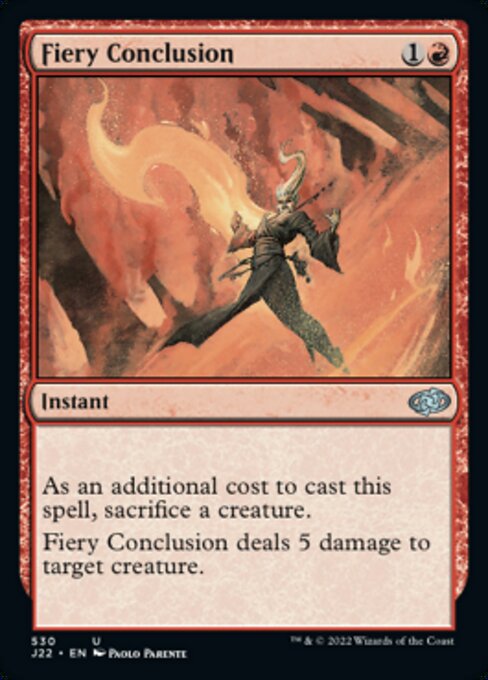 Fiery Conclusion 1
Instant
As an additional cost to cast this
spell, sacrifice a creature.
Fiery Conclusion deals 5 damage to
target creature.
530 U
J22 • EN Paolo Parente
™ & © 2022 Wizards of the Coast